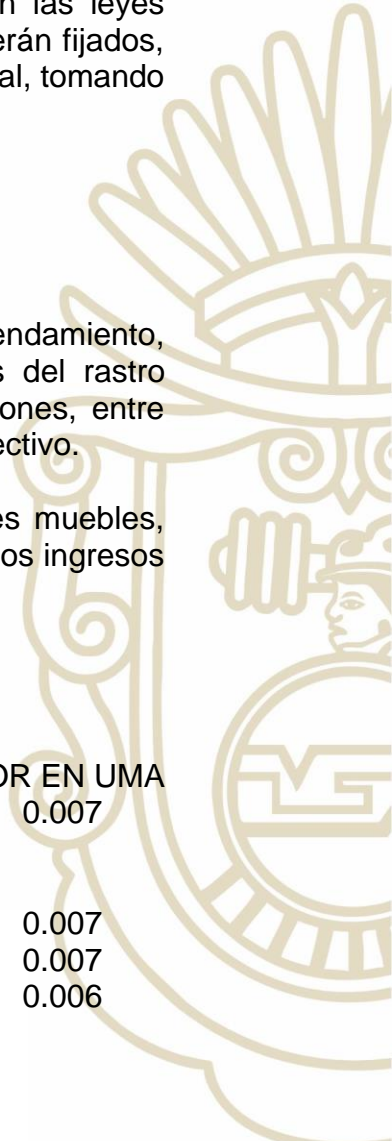 las leyes
erán fijados,
al, tomando
endamiento,
del rastro
ones, entre
ectivo.
es muebles,
os ingresos
OR EN UMA
0.007
0.007
0.007
0.006